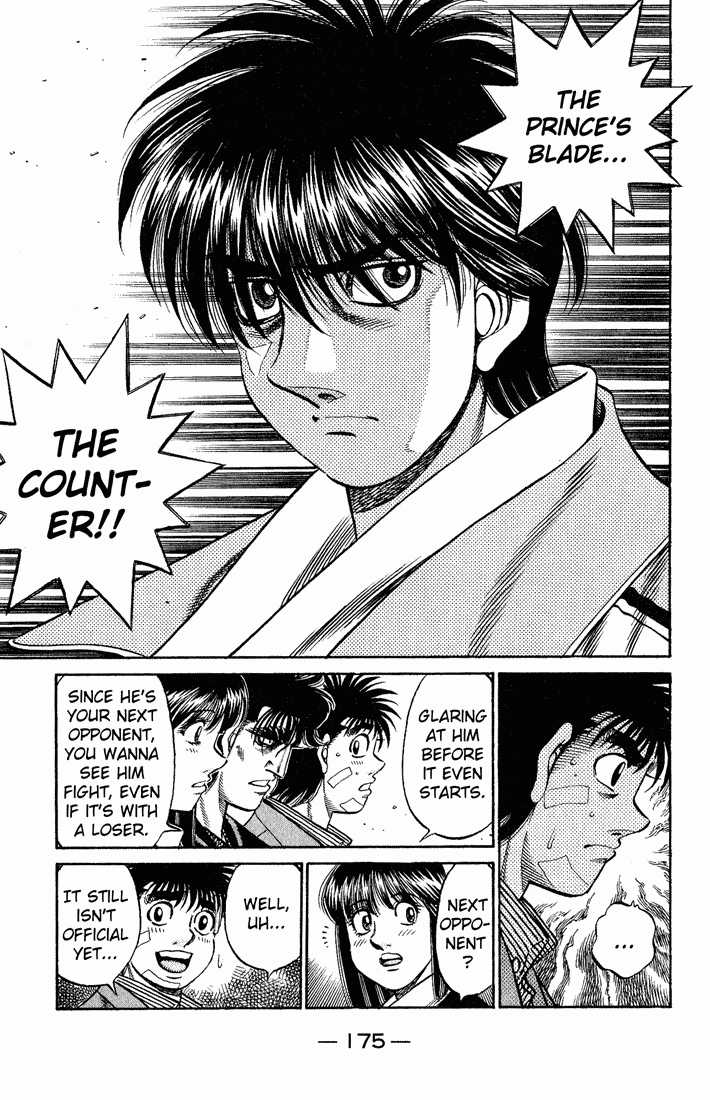 THE
PRINCE'S
BLADE...
THE
COUNT-
ER!!
...
GLARING
AT HIM
BEFORE
IT EVEN
STARTS.
SINCE HE'S
YOUR NEXT
OPPONENT,
YOU WANNA
SEE HIM
FIGHT, EVEN
IF IT'S WITH
A LOSER.
NEXT
OPPO-
NENT
?
WELL,
UH...
IT STILL
ISN'T
OFFICIAL
YET...
— 175 —